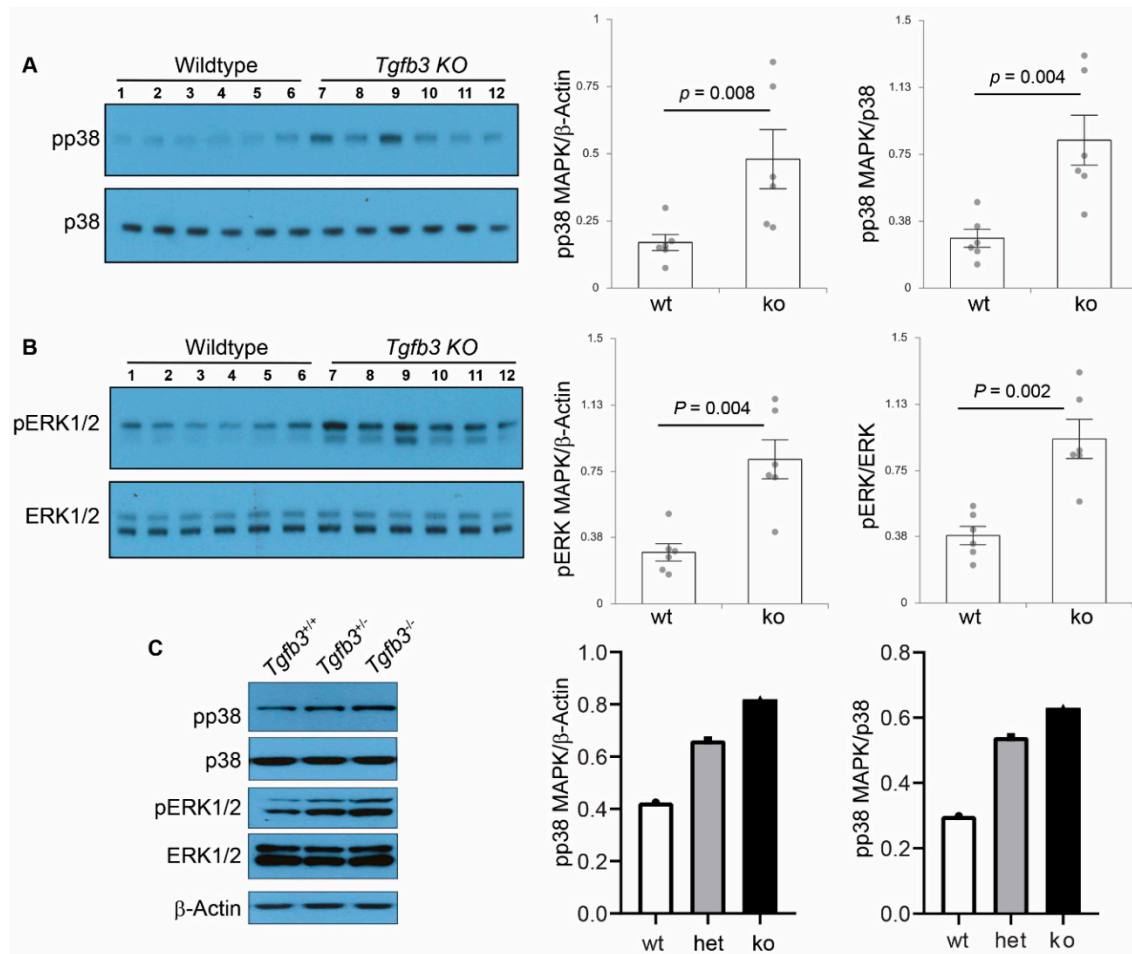 A
Wildtype
Tgfb3 KO
1 2 3 4 5 6 7 8 9 10 11 12
pp38
p38
pp38 MAPK/β-Actin
1
0.75
0.5
0.25
0
p = 0.008
wt ko
pp38 MAPK/p38
1.5
1.13
0.75
0.38
0
p = 0.004
wt ko
B
Wildtype
Tgfb3 KO
1 2 3 4 5 6 7 8 9 10 11 12
pERK1/2
ERK1/2
pERK MAPK/β-Actin
1.5
1.13
0.75
0.38
0
P = 0.004
wt ko
pERK/ERK
1.5
1.13
0.75
0.38
0
P = 0.002
wt ko
C
Tgfb3+/+
Tgfb3+/-
Tgfb3-/-
pp38
p38
pERK1/2
ERK1/2
β-Actin
pp38 MAPK/β-Actin
1.0
0.8
0.6
0.4
0.2
0.0
wt het ko
pp38 MAPK/p38
0.8
0.6
0.4
0.2
0.0
wt het ko